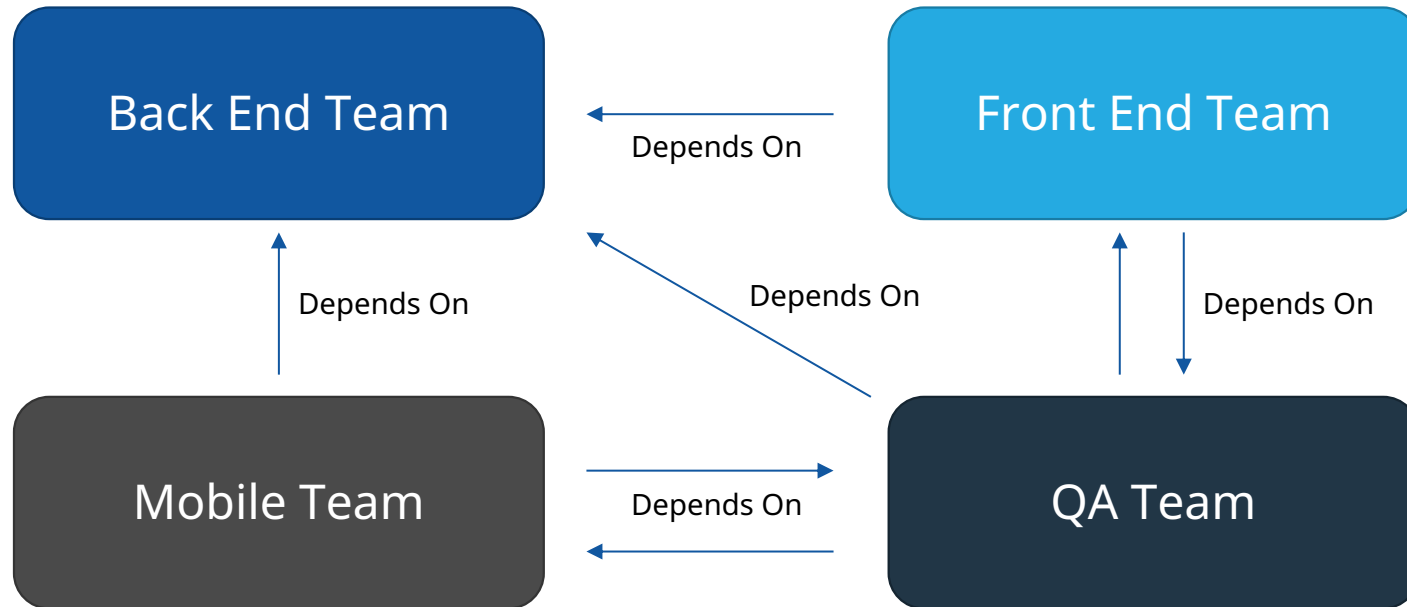 Back End Team
Front End Team
Depends On
Depends On
Depends On
Depends On
Mobile Team
Depends On
QA Team